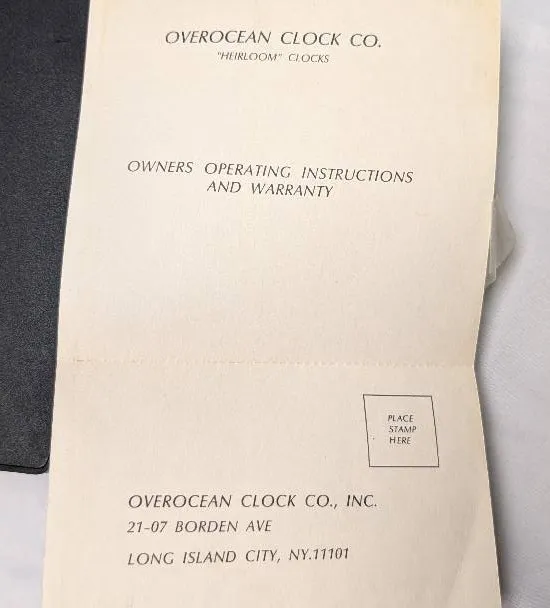 OVEROCEAN CLOCK CO.
"HEIRLOOM" CLOCKS
OWNERS OPERATING INSTRUCTIONS
AND WARRANTY
PLACE
STAMP
HERE
OVEROCEAN CLOCK CO., INC.
21-07 BORDEN AVE
LONG ISLAND CITY, NY.11101